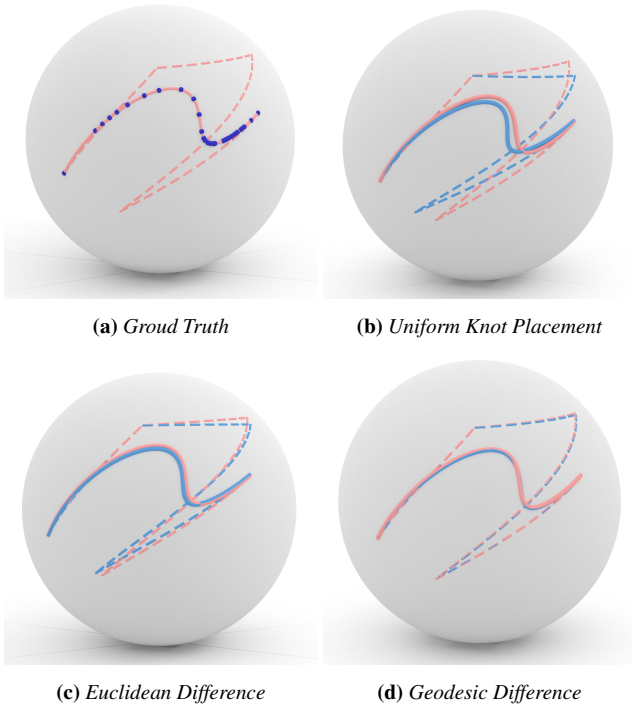 (a) Groud Truth
(b) Uniform Knot Placement
(c) Euclidean Difference
(d) Geodesic Difference